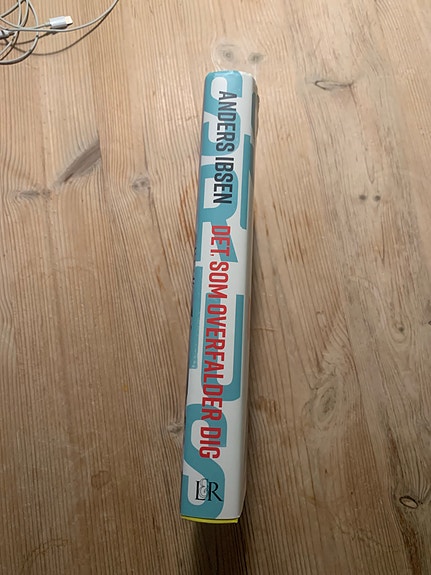 ANDERS IBSEN
DET, SOM OVERFALDER DIG
L&R